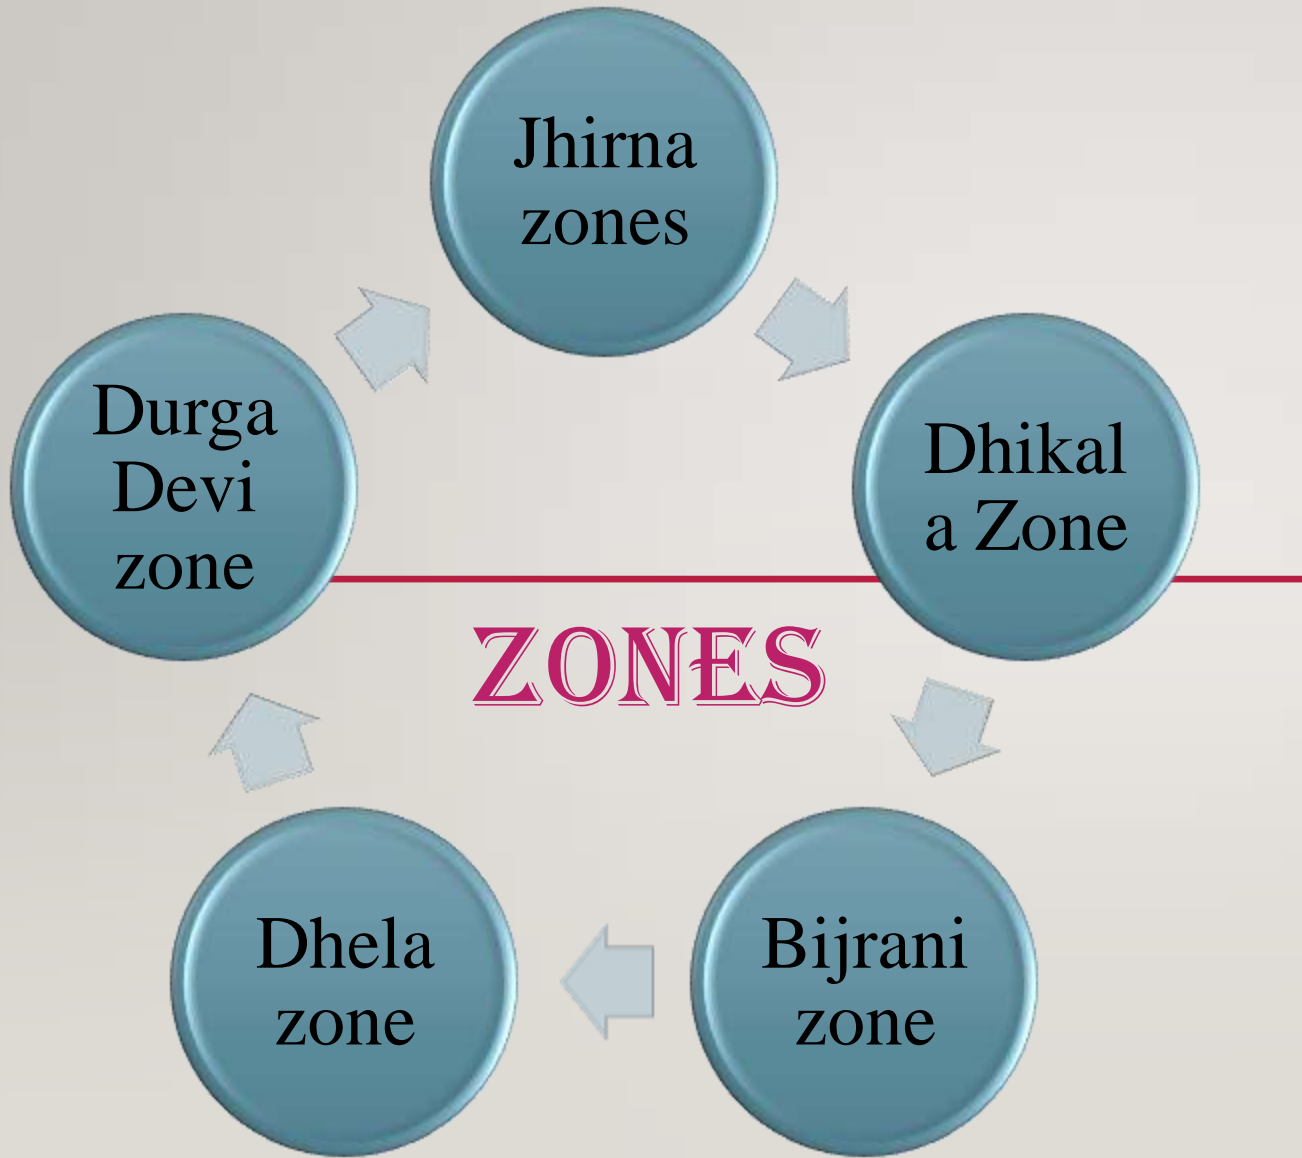 Jhirna
zones
Dhikal
a Zone
Bijrani
zone
Dhela
zone
Durga
Devi
zone
ZONES